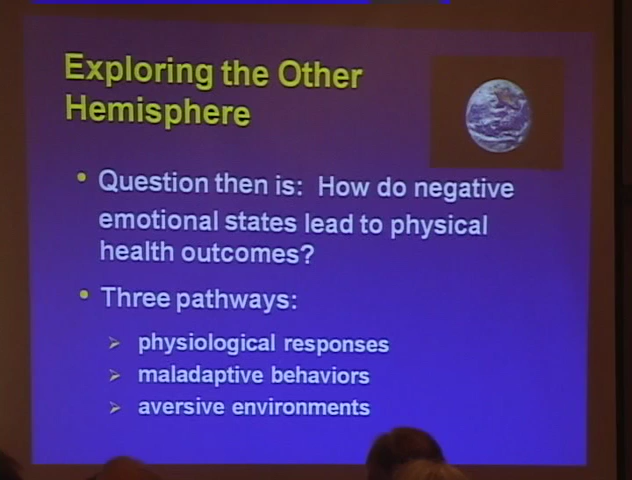 Exploring the Other
Hemisphere
• Question then is: How do negative
emotional states lead to physical
health outcomes?
• Three pathways:
➢ physiological responses
➢ maladaptive behaviors
➢ aversive environments